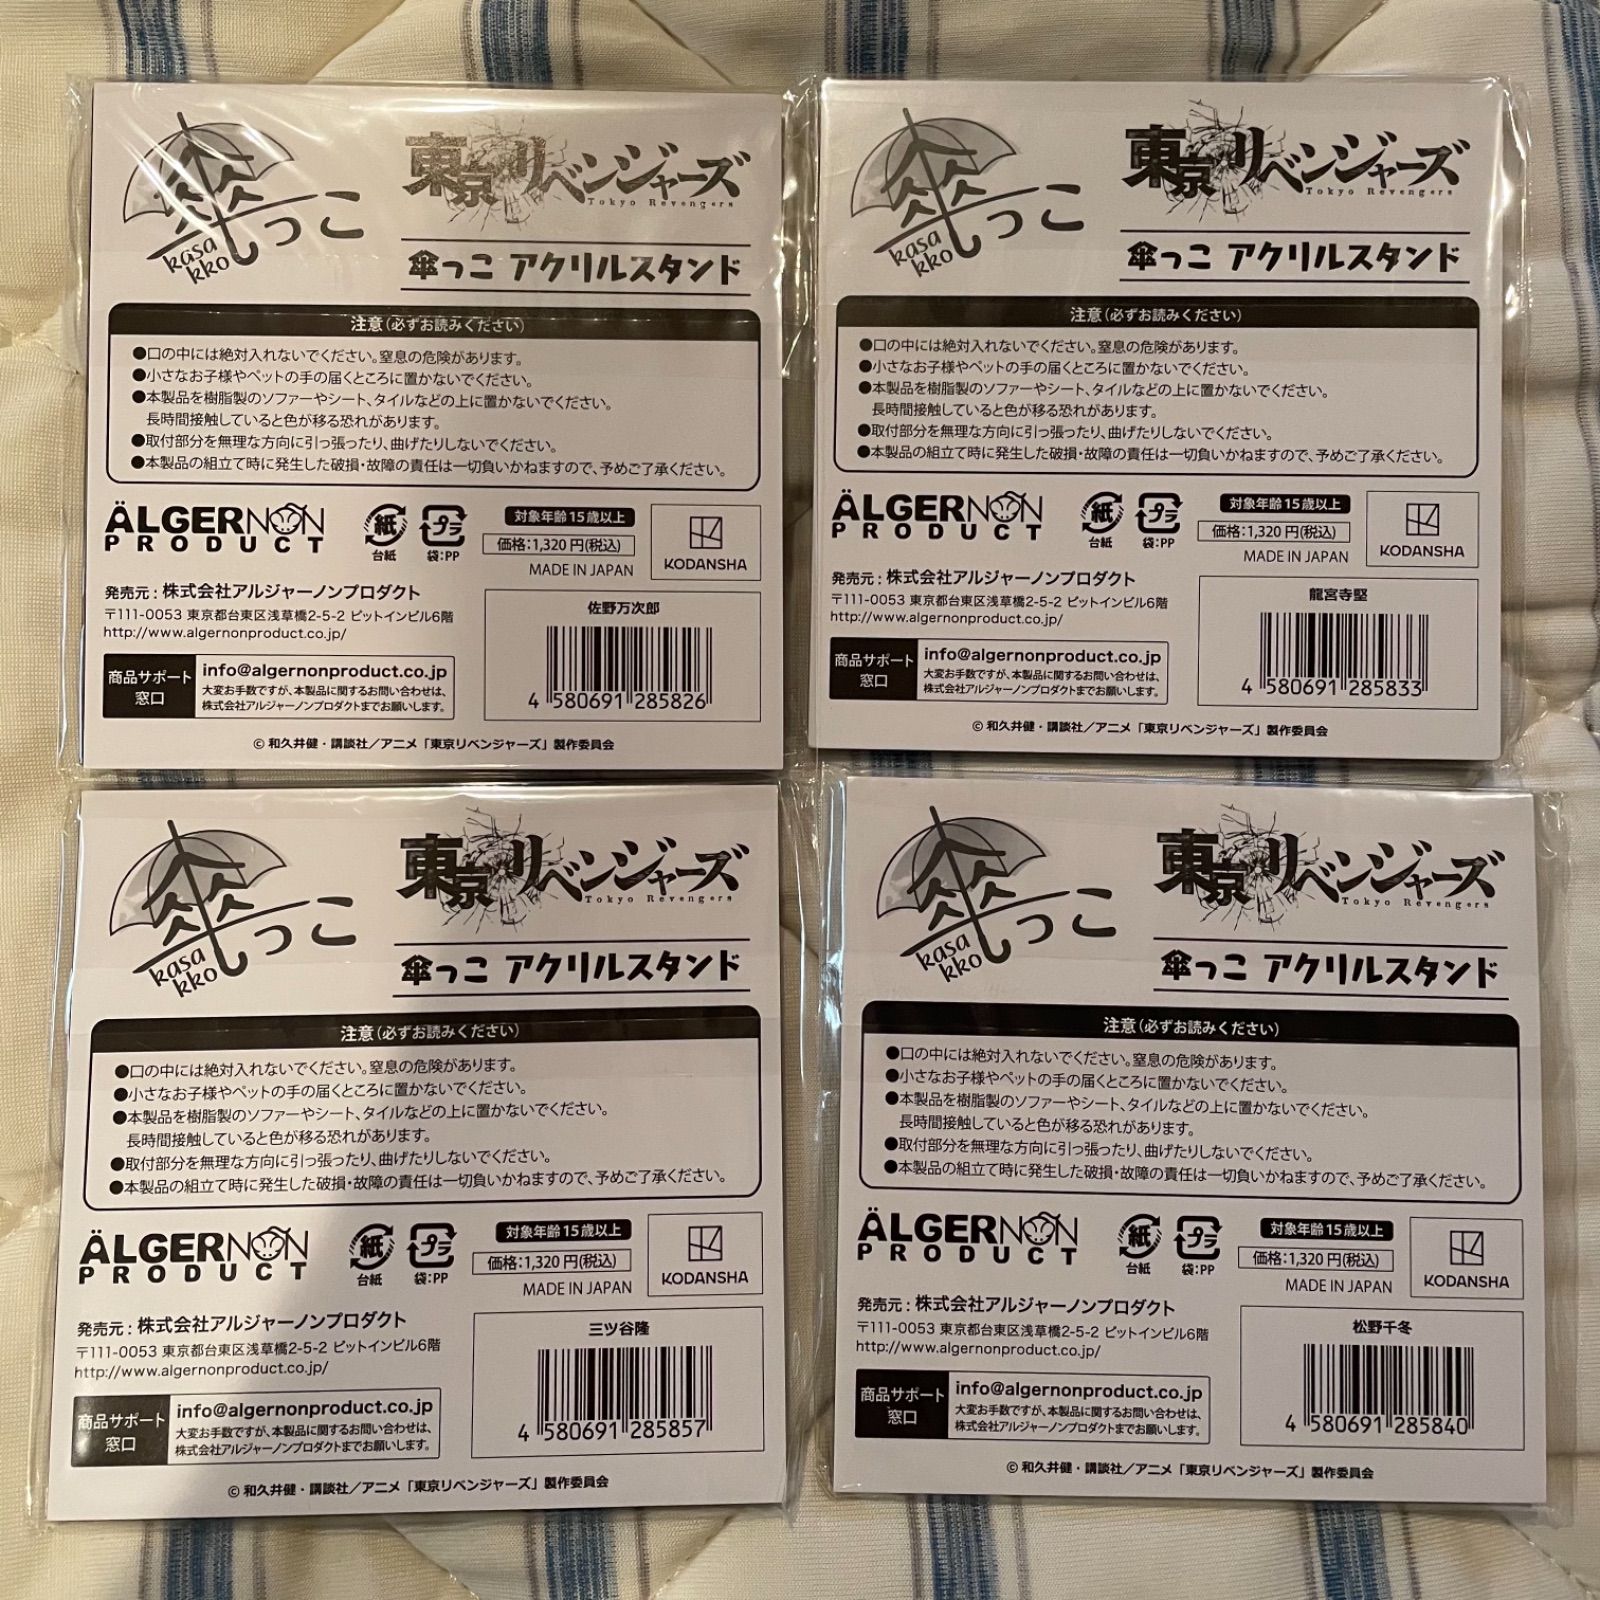 傘っこ
kasa
kko
東京リベンジャーズ
Tokyo Revengers
傘っこ アクリルスタンド
注意(必ずお読みください)
●口の中には絶対入れないでください。窒息の危険があります。
●小さなお子様やペットの手の届くところに置かないでください。
●本製品を樹脂製のソファーやシート、タイルなどの上に置かないでください。
長時間接触していると色が移る恐れがあります。
●取付部分を無理な方向に引っ張ったり、曲げたりしないでください。
●本製品の組立て時に発生した破損・故障の責任は一切負いかねますので、予めご了承ください。
ÄLGERNON
PRODUCT
紙
台紙
プラ
袋:PP
対象年齢15歳以上
価格:1,320円(税込)
MADE IN JAPAN
KODANSHA
発売元:株式会社アルジャーノンプロダクト
〒111-0053 東京都台東区浅草橋2-5-2 ビットインビル6階
http://www.algernonproduct.co.jp/
商品サポート
窓口
info@algernonproduct.co.jp
大変お手数ですが、本製品に関するお問い合わせは、
株式会社アルジャーノンプロダクトまでお願いします。
佐野万次郎
4 580691 285826
© 和久井健・講談社/アニメ「東京リベンジャーズ」製作委員会
傘っこ
kasa
kko
東京リベンジャーズ
Tokyo Revengers
傘っこ アクリルスタンド
注意(必ずお読みください)
●口の中には絶対入れないでください。窒息の危険があります。
●小さなお子様やペットの手の届くところに置かないでください。
●本製品を樹脂製のソファーやシート、タイルなどの上に置かないでください。
長時間接触していると色が移る恐れがあります。
●取付部分を無理な方向に引っ張ったり、曲げたりしないでください。
●本製品の組立て時に発生した破損・故障の責任は一切負いかねますので、予めご了承ください。
ÄLGERNON
PRODUCT
紙
台紙
プラ
袋:PP
対象年齢15歳以上
価格:1,320円(税込)
MADE IN JAPAN
KODANSHA
発売元:株式会社アルジャーノンプロダクト
〒111-0053 東京都台東区浅草橋2-5-2 ビットインビル6階
http://www.algernonproduct.co.jp/
商品サポート
窓口
info@algernonproduct.co.jp
大変お手数ですが、本製品に関するお問い合わせは、
株式会社アルジャーノンプロダクトまでお願いします。
龍宮寺堅
4 580691 285833
© 和久井健・講談社/アニメ「東京リベンジャーズ」製作委員会
傘っこ
kasa
kko
東京リベンジャーズ
Tokyo Revengers
傘っこ アクリルスタンド
注意(必ずお読みください)
●口の中には絶対入れないでください。窒息の危険があります。
●小さなお子様やペットの手の届くところに置かないでください。
●本製品を樹脂製のソファーやシート、タイルなどの上に置かないでください。
長時間接触していると色が移る恐れがあります。
●取付部分を無理な方向に引っ張ったり、曲げたりしないでください。
●本製品の組立て時に発生した破損・故障の責任は一切負いかねますので、予めご了承ください。
ÄLGERNON
PRODUCT
紙
台紙
プラ
袋:PP
対象年齢15歳以上
価格:1,320円(税込)
MADE IN JAPAN
KODANSHA
発売元:株式会社アルジャーノンプロダクト
〒111-0053 東京都台東区浅草橋2-5-2 ビットインビル6階
http://www.algernonproduct.co.jp/
商品サポート
窓口
info@algernonproduct.co.jp
大変お手数ですが、本製品に関するお問い合わせは、
株式会社アルジャーノンプロダクトまでお願いします。
三ツ谷隆
4 580691 285857
© 和久井健・講談社/アニメ「東京リベンジャーズ」製作委員会
傘っこ
kasa
kko
東京リベンジャーズ
Tokyo Revengers
傘っこ アクリルスタンド
注意(必ずお読みください)
●口の中には絶対入れないでください。窒息の危険があります。
●小さなお子様やペットの手の届くところに置かないでください。
●本製品を樹脂製のソファーやシート、タイルなどの上に置かないでください。
長時間接触していると色が移る恐れがあります。
●取付部分を無理な方向に引っ張ったり、曲げたりしないでください。
●本製品の組立て時に発生した破損・故障の責任は一切負いかねますので、予めご了承ください。
ÄLGERNON
PRODUCT
紙
台紙
プラ
袋:PP
対象年齢15歳以上
価格:1,320円(税込)
MADE IN JAPAN
KODANSHA
発売元:株式会社アルジャーノンプロダクト
〒111-0053 東京都台東区浅草橋2-5-2 ビットインビル6階
http://www.algernonproduct.co.jp/
商品サポート
窓口
info@algernonproduct.co.jp
大変お手数ですが、本製品に関するお問い合わせは、
株式会社アルジャーノンプロダクトまでお願いします。
松野千冬
4 580691 285840
© 和久井健・講談社/アニメ「東京リベンジャーズ」製作委員会